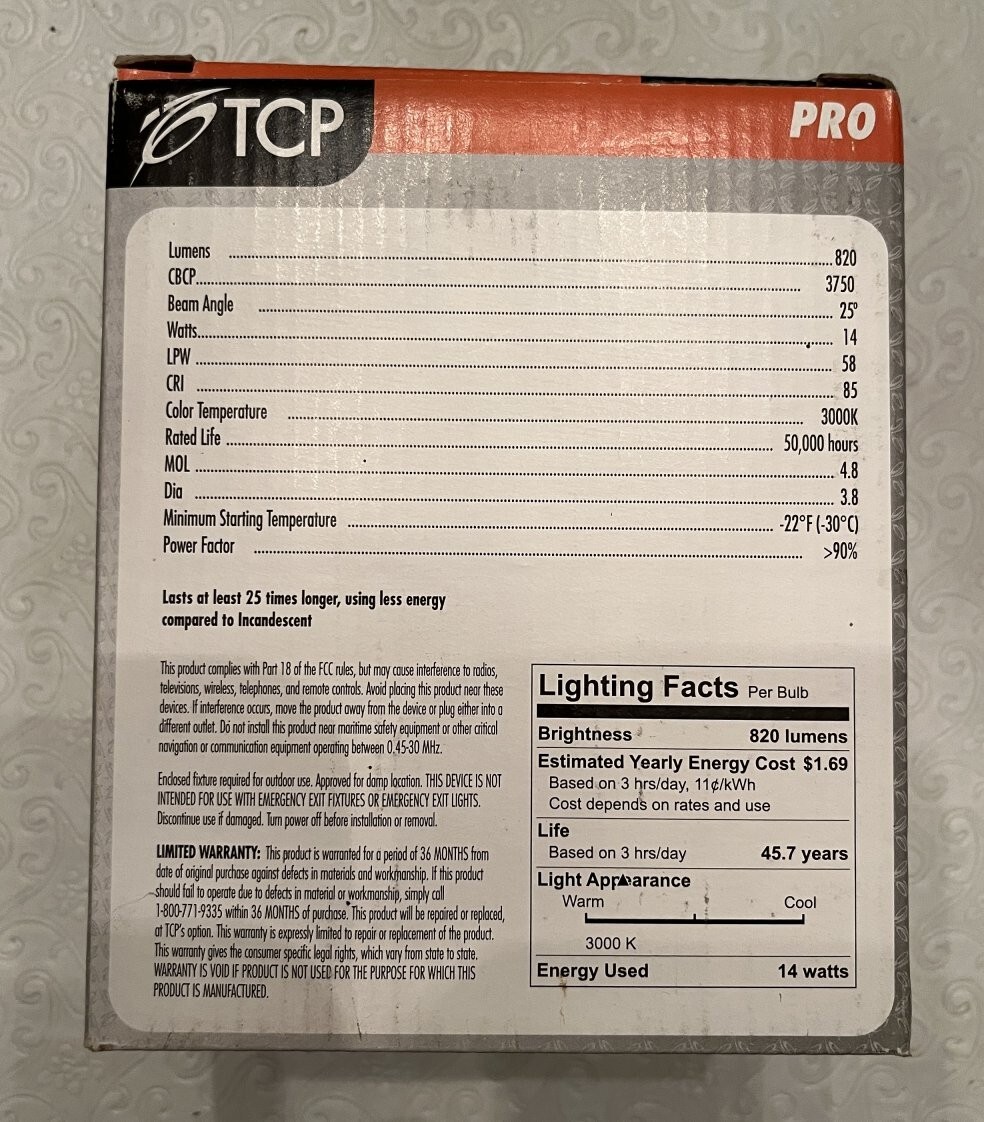 TCP
PRO
Lumens 820
CBCP 3750
Beam Angle 25°
Watts 14
LPW 58
CRI 85
Color Temperature 3000K
Rated Life 50,000 hours
MOL 4.8
Dia 3.8
Minimum Starting Temperature -22°F (-30°C)
Power Factor >90%
Lasts at least 25 times longer, using less energy
compared to Incandescent
This product complies with Part 18 of the FCC rules, but may cause interference to radios,
televisions, wireless, telephones, and remote controls. Avoid placing this product near these
devices. If interference occurs, move the product away from the device or plug either into a
different outlet. Do not install this product near maritime safety equipment or other critical
navigation or communication equipment operating between 0.45-30 MHz.
Enclosed fixture required for outdoor use. Approved for damp location. THIS DEVICE IS NOT
INTENDED FOR USE WITH EMERGENCY EXIT FIXTURES OR EMERGENCY EXIT LIGHTS.
Discontinue use if damaged. Turn power off before installation or removal.
LIMITED WARRANTY: This product is warranted for a period of 36 MONTHS from
date of original purchase against defects in materials and workmanship. If this product
should fail to operate due to defects in material or workmanship, simply call
1-800-771-9335 within 36 MONTHS of purchase. This product will be repaired or replaced,
at TCP's option. This warranty is expressly limited to repair or replacement of the product.
This warranty gives the consumer specific legal rights, which vary from state to state.
WARRANTY IS VOID IF PRODUCT IS NOT USED FOR THE PURPOSE FOR WHICH THIS
PRODUCT IS MANUFACTURED.
Lighting Facts Per Bulb
Brightness 820 lumens
Estimated Yearly Energy Cost $1.69
Based on 3 hrs/day, 11¢/kWh
Cost depends on rates and use
Life
Based on 3 hrs/day 45.7 years
Light Appearance
Warm Cool
3000 K
Energy Used 14 watts